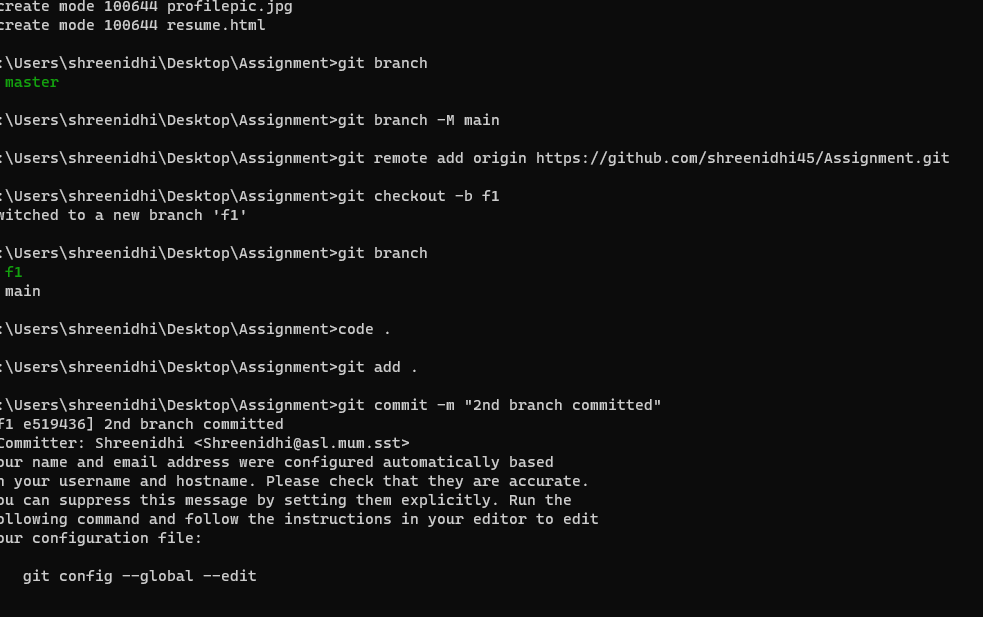 create mode 100644 profilepic.jpg
create mode 100644 resume.html
:\Users\shreenidhi\Desktop\Assignment>git branch
master
:\Users\shreenidhi\Desktop\Assignment>git branch -M main
:\Users\shreenidhi\Desktop\Assignment>git remote add origin https://github.com/shreenidhi45/Assignment.git
:\Users\shreenidhi\Desktop\Assignment>git checkout -b f1
witched to a new branch 'f1'
:\Users\shreenidhi\Desktop\Assignment>git branch
f1
main
:\Users\shreenidhi\Desktop\Assignment>code .
:\Users\shreenidhi\Desktop\Assignment>git add .
:\Users\shreenidhi\Desktop\Assignment>git commit -m "2nd branch committed"
f1 e519436] 2nd branch committed
Committer: Shreenidhi <Shreenidhi@asl.mum.sst>
our name and email address were configured automatically based
n your username and hostname. Please check that they are accurate.
ou can suppress this message by setting them explicitly. Run the
ollowing command and follow the instructions in your editor to edit
our configuration file:
git config --global --edit